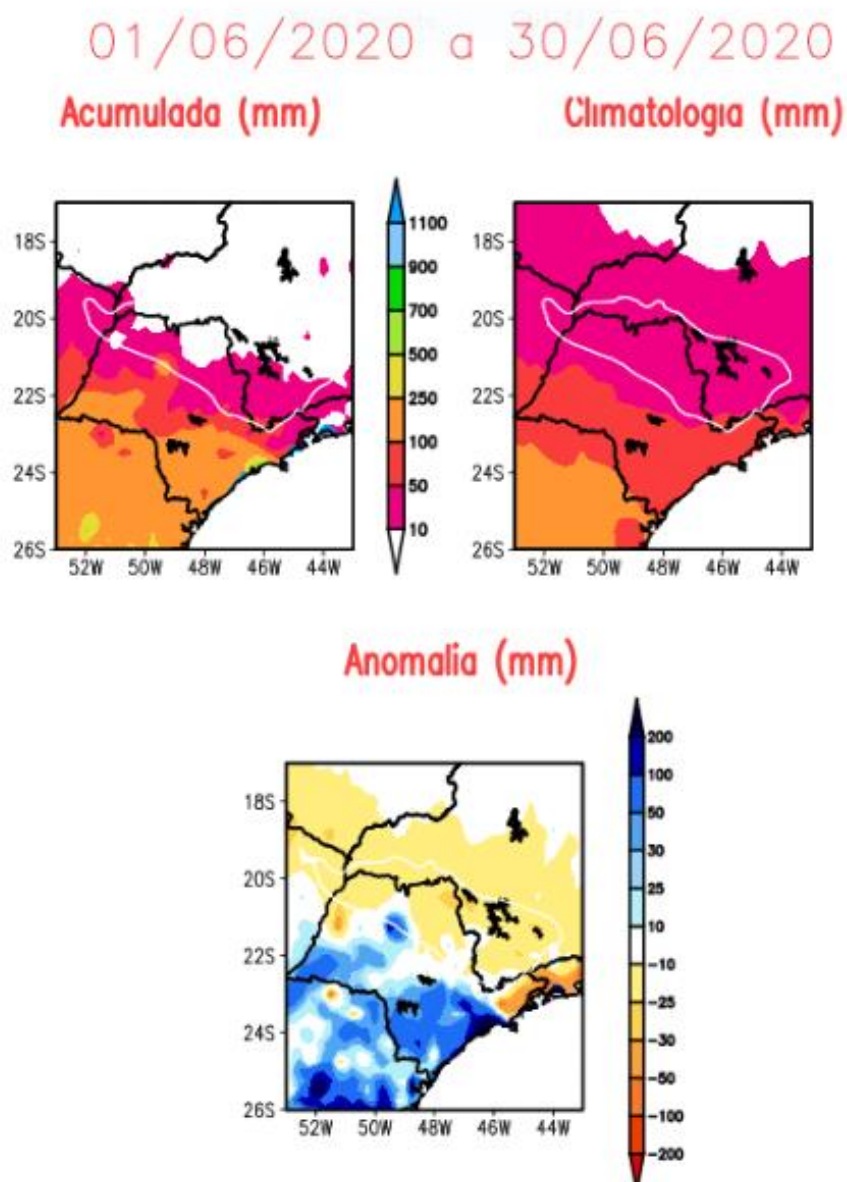 01/06/2020 a 30/06/2020
Acumulada (mm)
Climatologia (mm)
18S
20S
22S
24S
26S
52W 50W 48W 46W 44W
1100
900
700
500
250
100
50
10
18S
20S
22S
24S
26S
52W 50W 48W 46W 44W
Anomalia (mm)
18S
20S
22S
24S
26S
52W 50W 48W 46W 44W
200
100
50
30
25
10
-10
-25
-30
-50
-100
-200